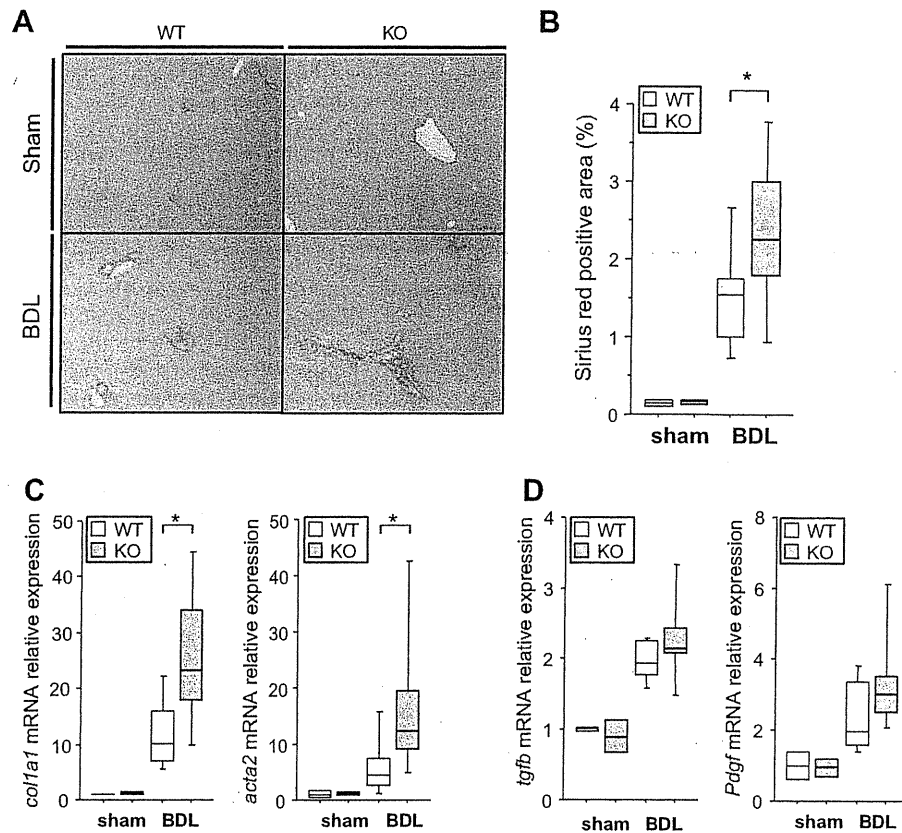 A
WT
KO
Sham
BDL
B
Sirius red positive area (%)
4
3
2
1
0
WT
KO
*
sham
BDL
C
col1a1 mRNA relative expression
50
40
30
20
10
0
WT
KO
*
sham
BDL
acta2 mRNA relative expression
50
40
30
20
10
0
WT
KO
*
sham
BDL
D
tgfb mRNA relative expression
4
3
2
1
0
WT
KO
sham
BDL
Pdgf mRNA relative expression
8
6
4
2
0
WT
KO
sham
BDL